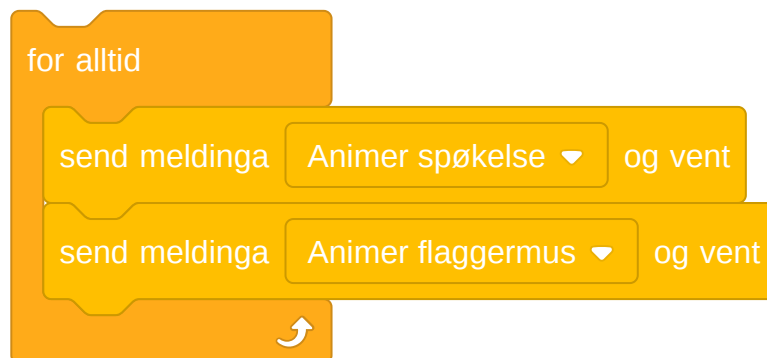 for alltid
send meldinga Animer spøkelse og vent
send meldinga Animer flaggermus og vent